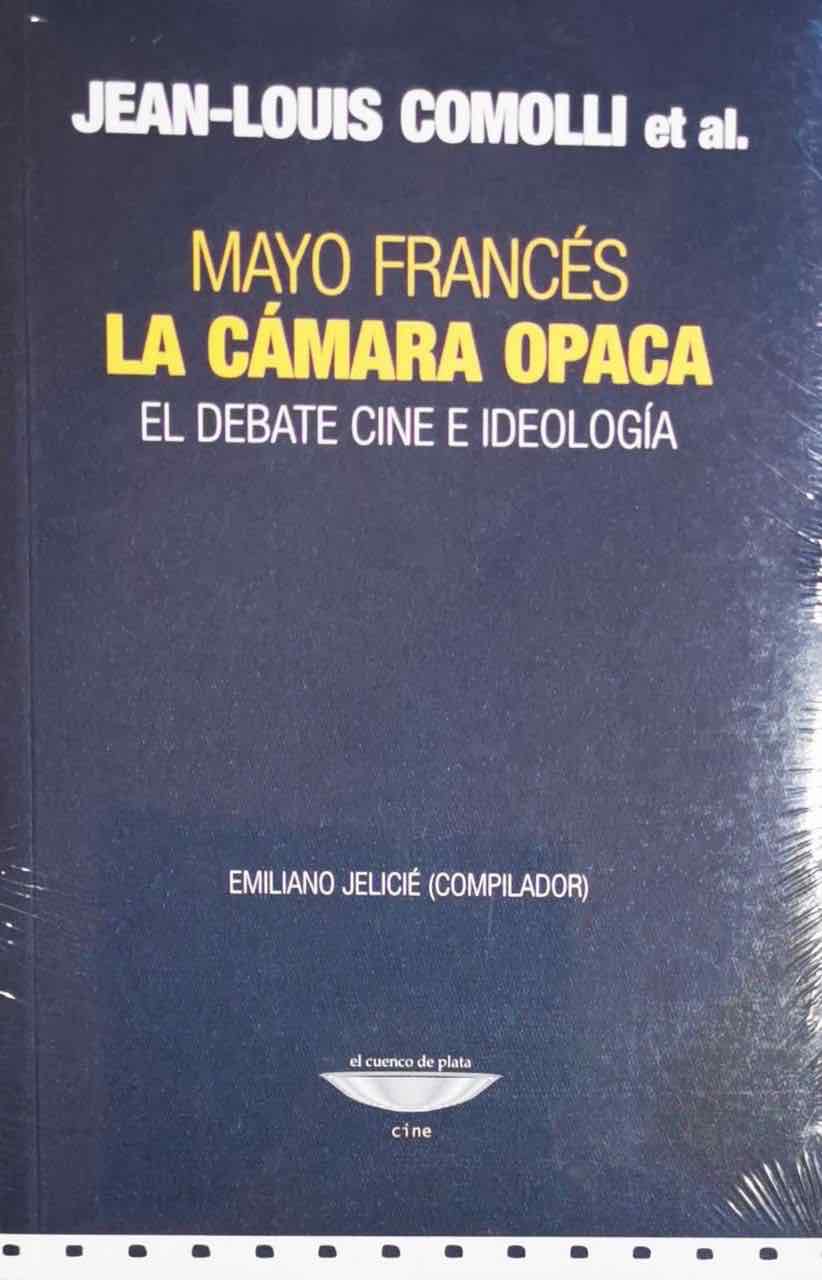 JEAN-LOUIS COMOLLI et al.
MAYO FRANCÉS
LA CÁMARA OPACA
EL DEBATE CINE E IDEOLOGÍA
EMILIANO JELICIÉ (COMPILADOR)
el cuenco de plata
cine